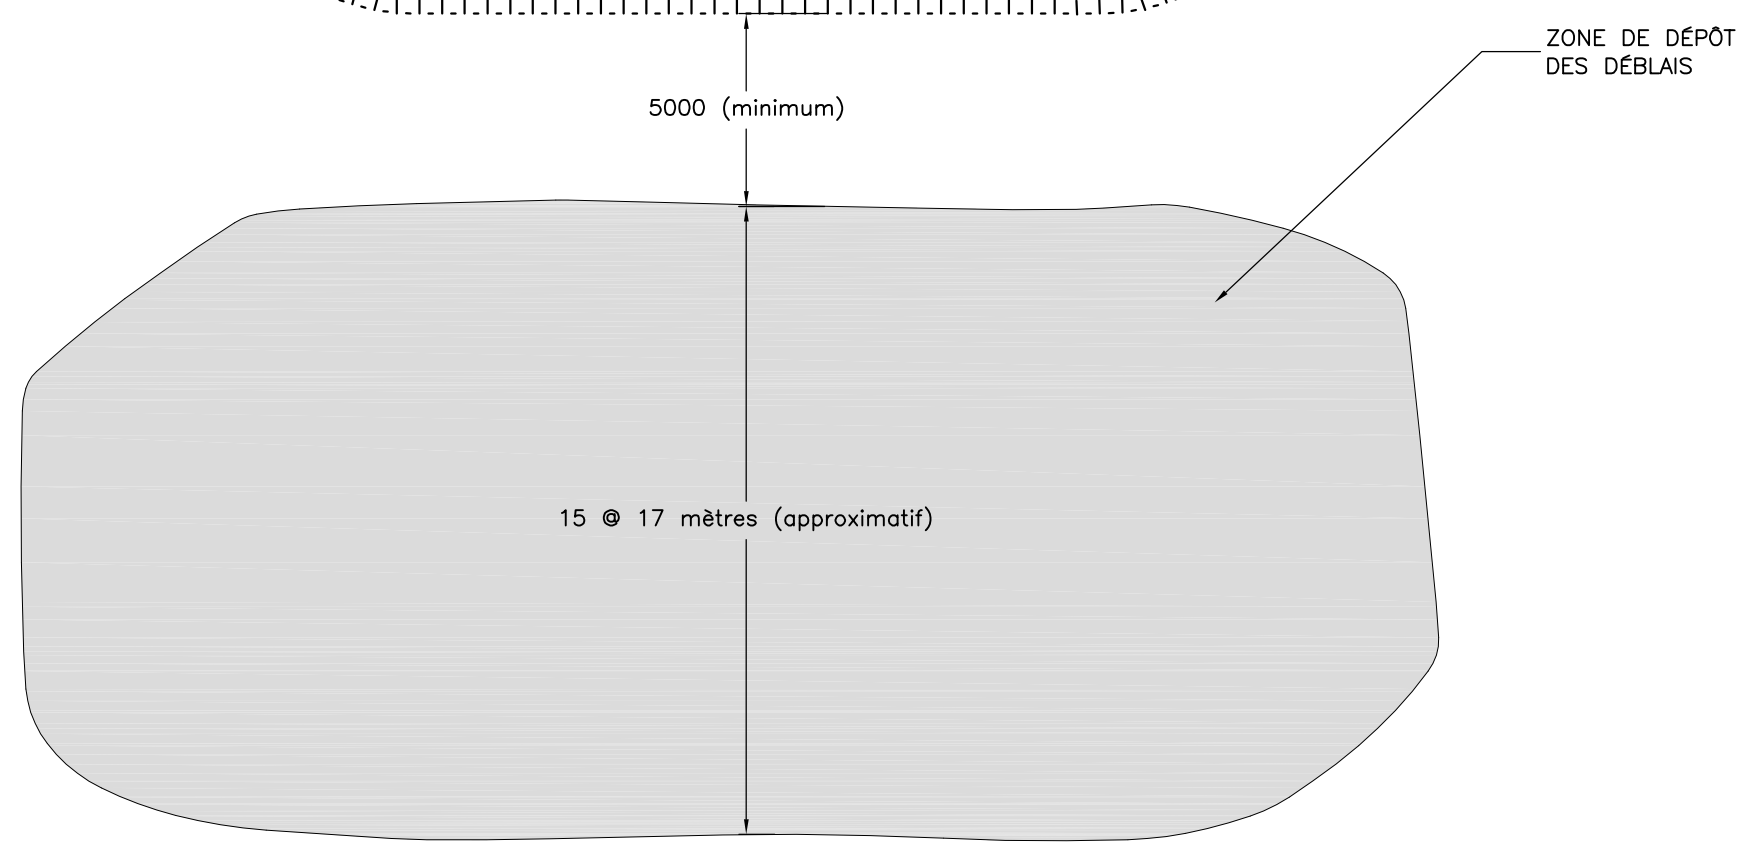 ZONE DE DÉPÔT
DES DÉBLAIS
5000 (minimum)
15 @ 17 mètres (approximatif)